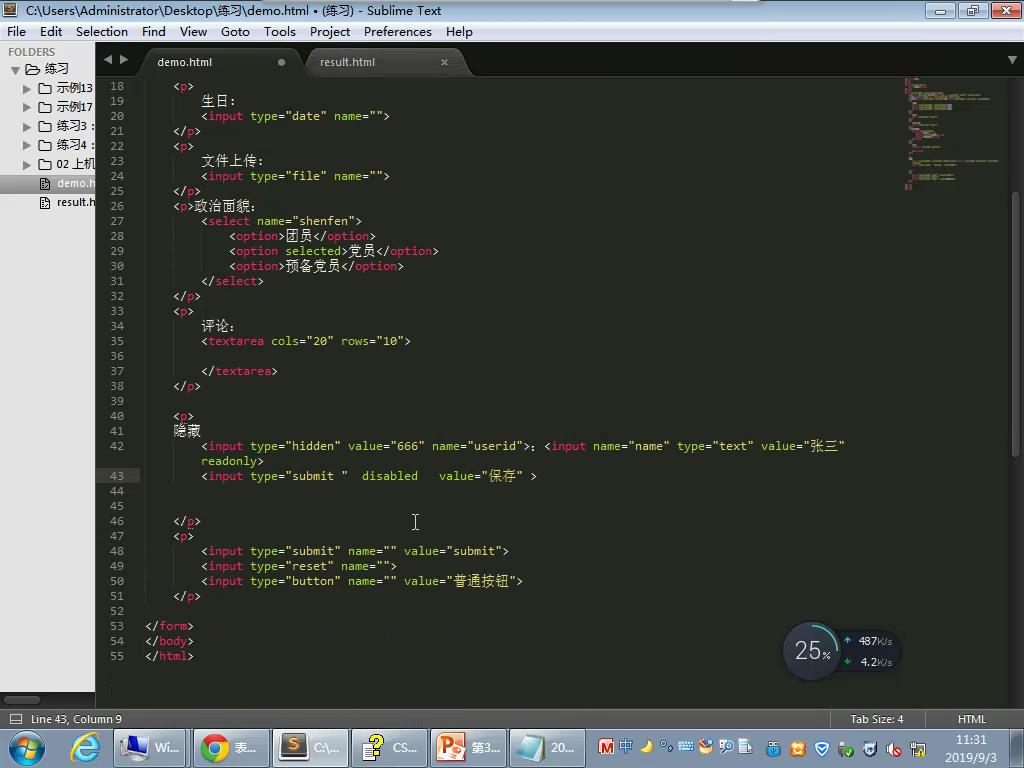 C:\Users\Administrator\Desktop\练习\demo.html • (练习) - Sublime Text
File Edit Selection Find View Goto Tools Project Preferences Help
FOLDERS
练习
示例13
示例17
练习3 :
练习4 :
02 上机
demo.h
result.h
demo.html
result.html
18 <p>
19 生日:
20 <input type="date" name="">
21 </p>
22 <p>
23 文件上传:
24 <input type="file" name="">
25 </p>
26 <p>政治面貌:
27 <select name="shenfen">
28 <option>团员</option>
29 <option selected>党员</option>
30 <option>预备党员</option>
31 </select>
32 </p>
33 <p>
34 评论:
35 <textarea cols="20" rows="10">
36
37 </textarea>
38 </p>
39
40 <p>
41 隐藏
42 <input type="hidden" value="666" name="userid">: <input name="name" type="text" value="张三"
readonly>
43 <input type="submit " disabled value="保存" >
44
45
46 </p>
47 <p>
48 <input type="submit" name="" value="submit">
49 <input type="reset" name="">
50 <input type="button" name="" value="普通按钮">
51 </p>
52
53 </form>
54 </body>
55 </html>
25%
487K/s
4.2K/s
Line 43, Column 9
Tab Size: 4
HTML
Wi...
表...
C:\...
CS...
第3...
20...
中
11:31
2019/9/3